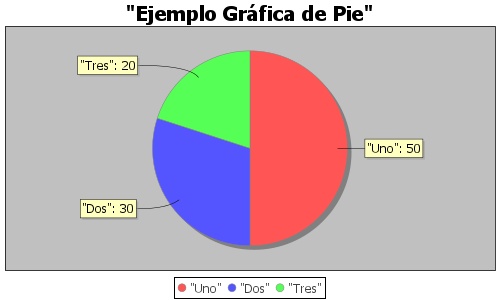 "Ejemplo Gráfica de Pie"
"Tres": 20
"Uno": 50
"Dos": 30
"Uno" "Dos" "Tres"